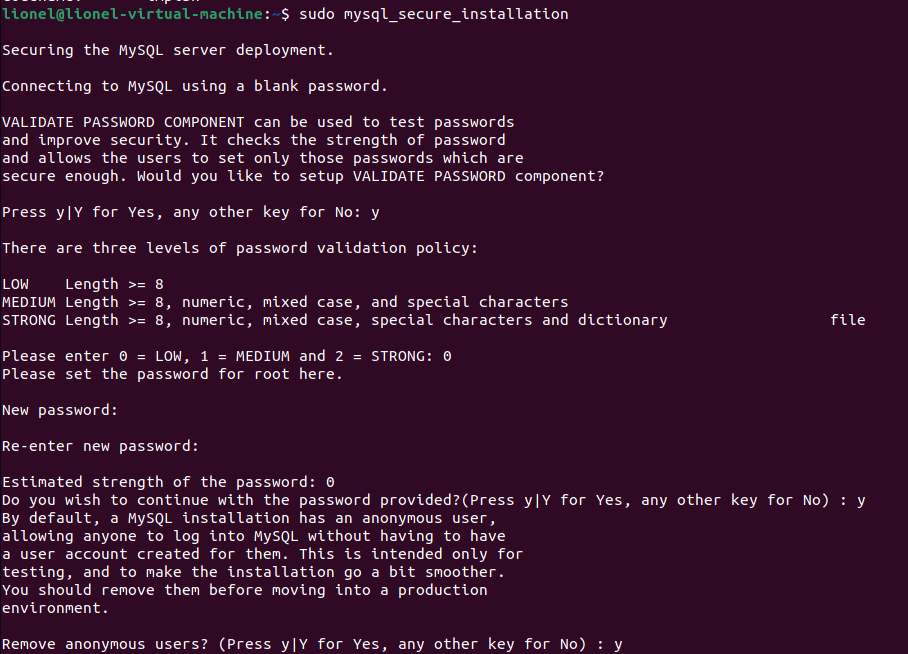 lionel@lionel-virtual-machine:~$ sudo mysql_secure_installation
Securing the MySQL server deployment.
Connecting to MySQL using a blank password.
VALIDATE PASSWORD COMPONENT can be used to test passwords
and improve security. It checks the strength of password
and allows the users to set only those passwords which are
secure enough. Would you like to setup VALIDATE PASSWORD component?
Press y|Y for Yes, any other key for No: y
There are three levels of password validation policy:
LOW    Length >= 8
MEDIUM Length >= 8, numeric, mixed case, and special characters
STRONG Length >= 8, numeric, mixed case, special characters and dictionary                  file
Please enter 0 = LOW, 1 = MEDIUM and 2 = STRONG: 0
Please set the password for root here.
New password:
Re-enter new password:
Estimated strength of the password: 0
Do you wish to continue with the password provided?(Press y|Y for Yes, any other key for No) : y
By default, a MySQL installation has an anonymous user,
allowing anyone to log into MySQL without having to have
a user account created for them. This is intended only for
testing, and to make the installation go a bit smoother.
You should remove them before moving into a production
environment.
Remove anonymous users? (Press y|Y for Yes, any other key for No) : y